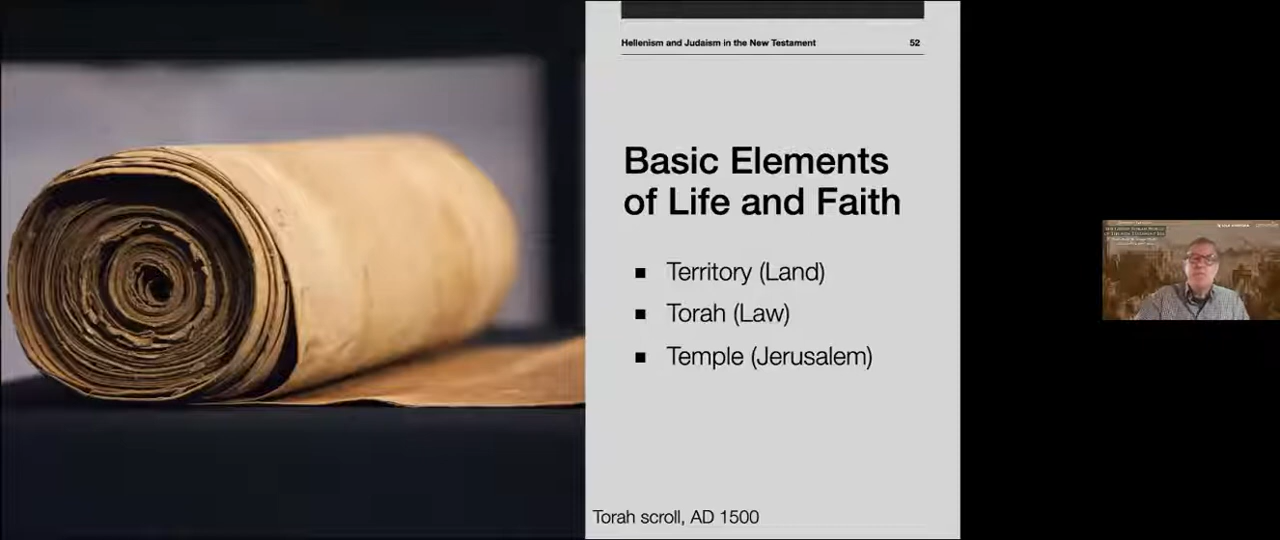 Hellenism and Judaism in the New Testament 52
Basic Elements
of Life and Faith
▪ Territory (Land)
▪ Torah (Law)
▪ Temple (Jerusalem)
Torah scroll, AD 1500